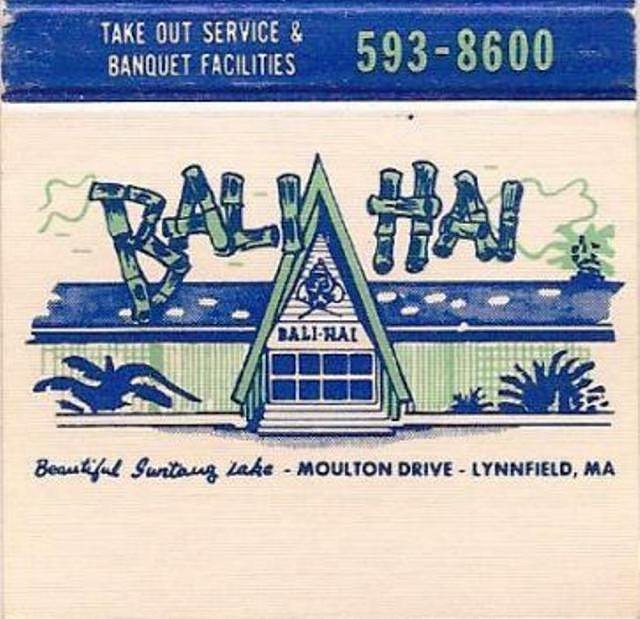 TAKE OUT SERVICE &
BANQUET FACILITIES
593-8600
BALI HAI
BALI-HAI
Beautiful Suntaug Lake - MOULTON DRIVE - LYNNFIELD, MA